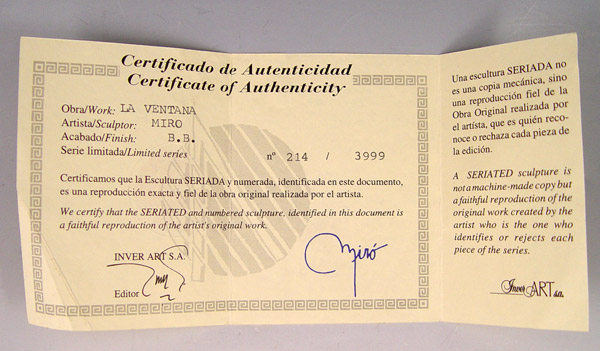 Certificado de Autenticidad
Certificate of Authenticity
Obra/Work: LA VENTANA
Artista/Sculptor: MIRO
Acabado/Finish: B.B.
Serie limitada/Limited series nº 214 / 3999
Certificamos que la Escultura SERIADA y numerada, identificada en este documento,
es una reproducción exacta y fiel de la obra original realizada por el artista.
We certify that the SERIATED and numbered sculpture, identified in this document is
a faithful reproduction of the artist's original work.
INVER ART S.A.
Editor
Miró
Una escultura SERIADA no
es una copia mecánica, sino
una reproducción fiel de la
Obra Original realizada por
el artísta, que es quién reco-
noce o rechaza cada pieza de
la edición.
A SERIATED sculpture is
not a machine-made copy but
a faithful reproduction of the
original work created by the
artist who is the one who
identifies or rejects each
piece of the series.
Inver ART s.a.